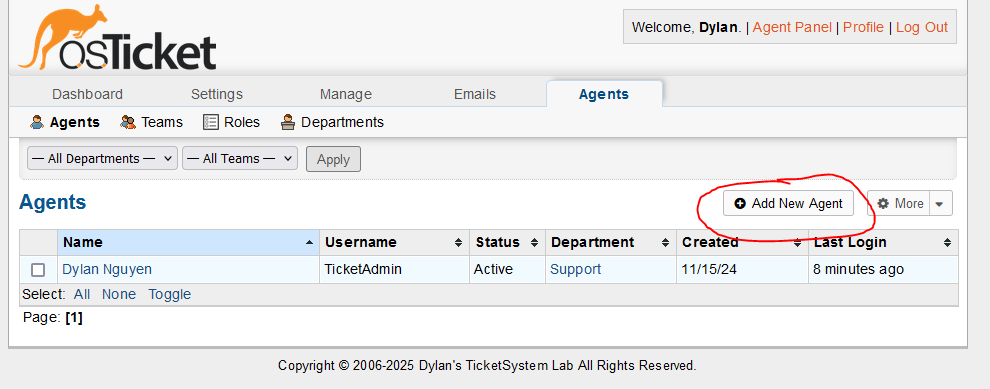 osTicket
Welcome, Dylan. | Agent Panel | Profile | Log Out
Dashboard Settings Manage Emails Agents
Agents Teams Roles Departments
— All Departments — — All Teams — Apply
Agents Add New Agent More
Name Username Status Department Created Last Login
Dylan Nguyen TicketAdmin Active Support 11/15/24 8 minutes ago
Select: All None Toggle
Page: [1]
Copyright © 2006-2025 Dylan's TicketSystem Lab All Rights Reserved.